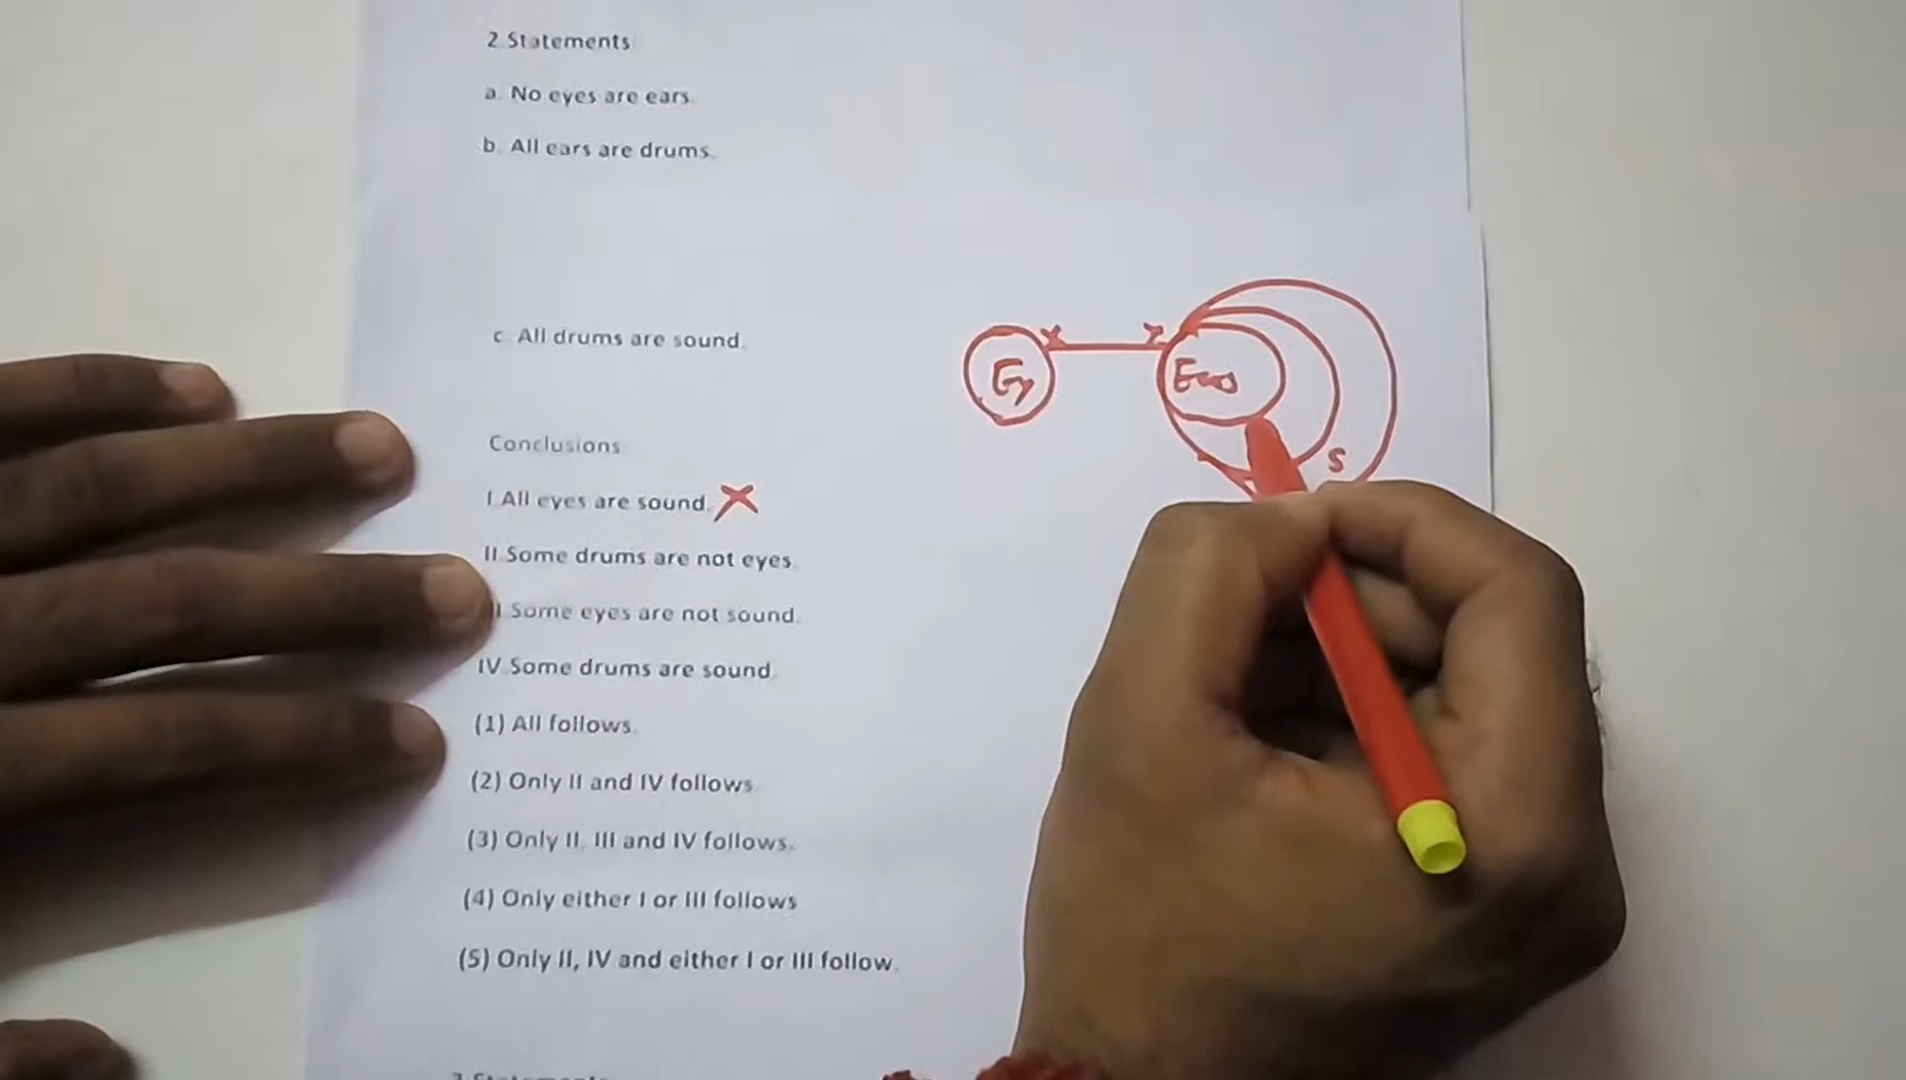 2.Statements
a. No eyes are ears.
b. All ears are drums.
c. All drums are sound.
Ey
Ears
S
Conclusions
I.All eyes are sound.
II.Some drums are not eyes.
I.Some eyes are not sound.
IV.Some drums are sound.
(1) All follows.
(2) Only II and IV follows.
(3) Only II, III and IV follows.
(4) Only either I or III follows
(5) Only II, IV and either I or III follow.